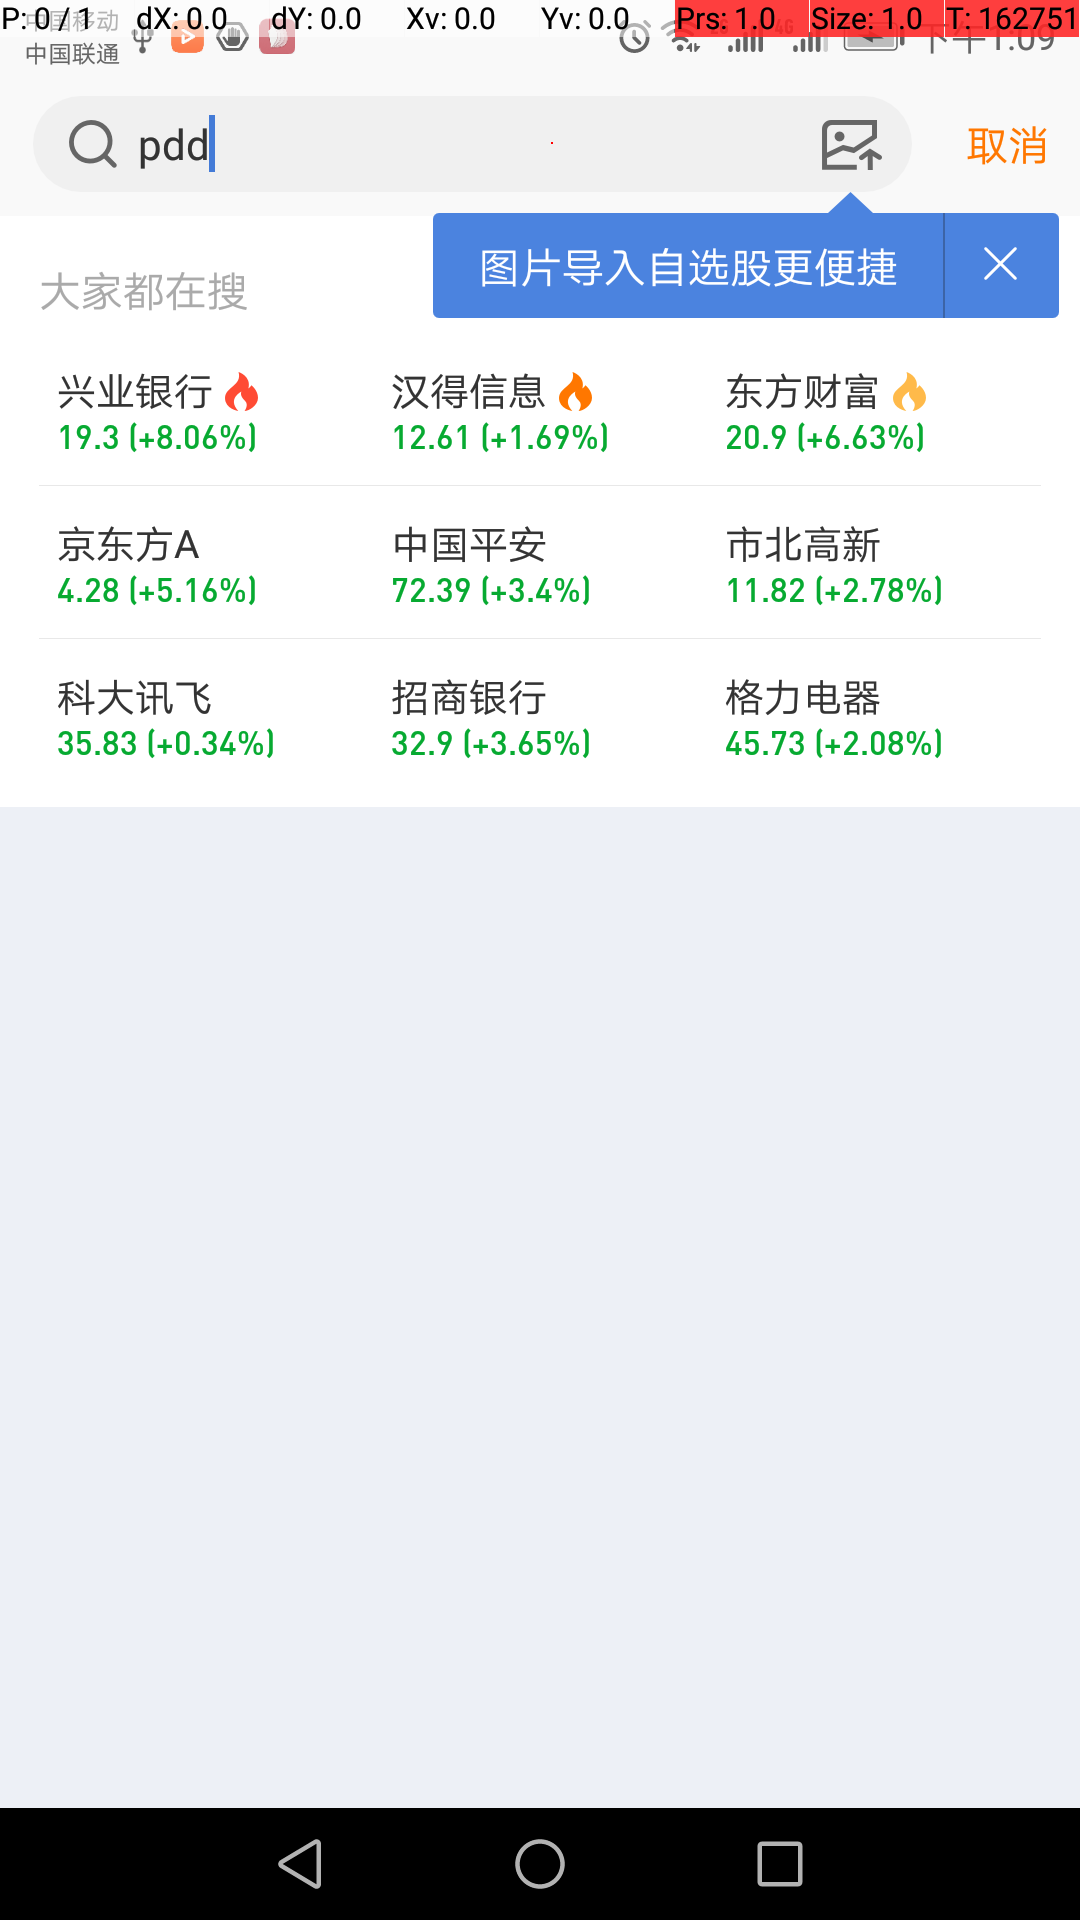 P: 0 / 1 dX: 0.0 dY: 0.0 Xv: 0.0 Yv: 0.0 Prs: 1.0 Size: 1.0 T: 162751
中国移动
中国联通 4G 下午1:09
pdd 取消
图片导入自选股更便捷
大家都在搜
兴业银行 汉得信息 东方财富
19.3 (+8.06%) 12.61 (+1.69%) 20.9 (+6.63%)
京东方A 中国平安 市北高新
4.28 (+5.16%) 72.39 (+3.4%) 11.82 (+2.78%)
科大讯飞 招商银行 格力电器
35.83 (+0.34%) 32.9 (+3.65%) 45.73 (+2.08%)